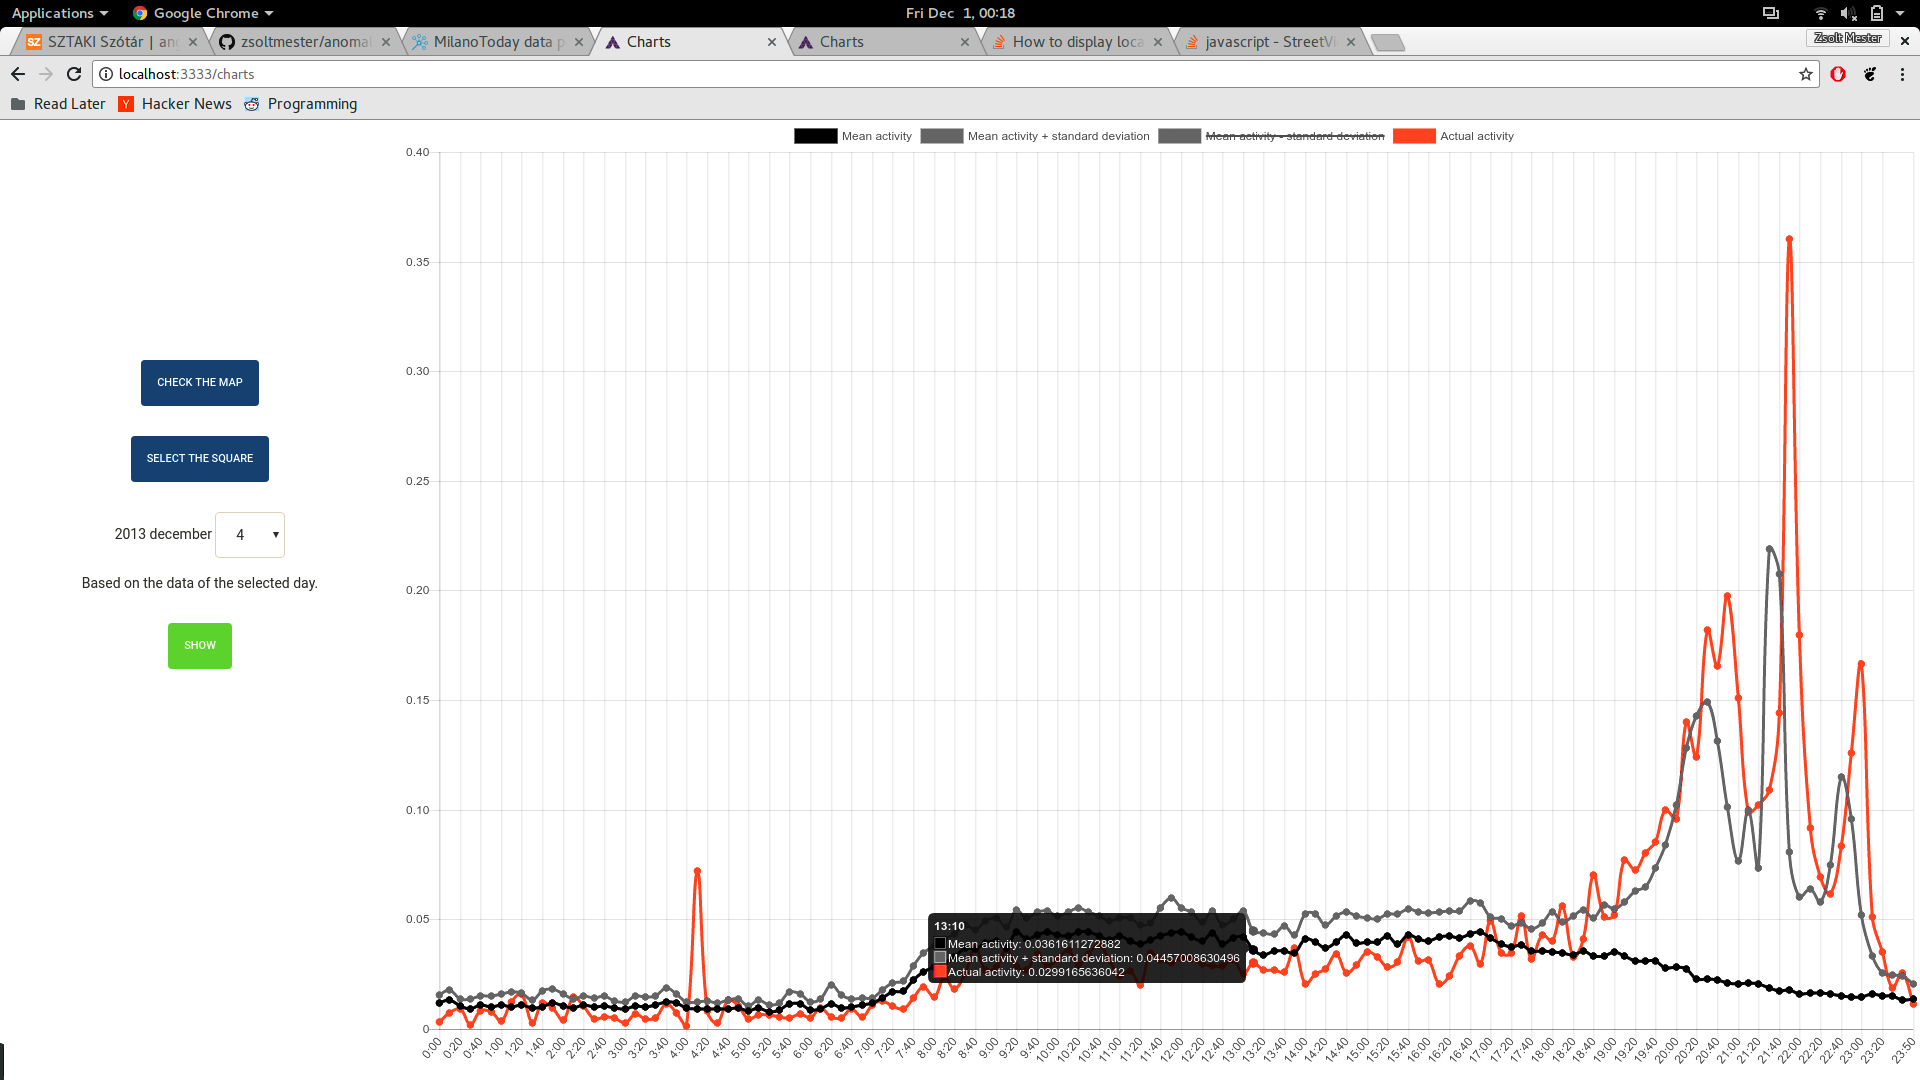 Applications Google Chrome Fri Dec 1, 00:18
SZTAKI Szótár | an zsoltmester/anomal MilanoToday data p Charts Charts How to display loca javascript - StreetVi Zsolt Mester
localhost:3333/charts
Read Later Hacker News Programming
Mean activity Mean activity + standard deviation Mean activity - standard deviation Actual activity
0.40
0.35
0.30
0.25
0.20
0.15
0.10
0.05
0
CHECK THE MAP
SELECT THE SQUARE
2013 december 4
Based on the data of the selected day.
SHOW
13:10
Mean activity: 0.0361611272882
Mean activity + standard deviation: 0.04457008630496
Actual activity: 0.0299165636042
0:00 0:20 0:40 1:00 1:20 1:40 2:00 2:20 2:40 3:00 3:20 3:40 4:00 4:20 4:40 5:00 5:20 5:40 6:00 6:20 6:40 7:00 7:20 7:40 8:00 8:20 8:40 9:00 9:20 9:40 10:00 10:20 10:40 11:00 11:20 11:40 12:00 12:20 12:40 13:00 13:20 13:40 14:00 14:20 14:40 15:00 15:20 15:40 16:00 16:20 16:40 17:00 17:20 17:40 18:00 18:20 18:40 19:00 19:20 19:40 20:00 20:20 20:40 21:00 21:20 21:40 22:00 22:20 22:40 23:00 23:20 23:50